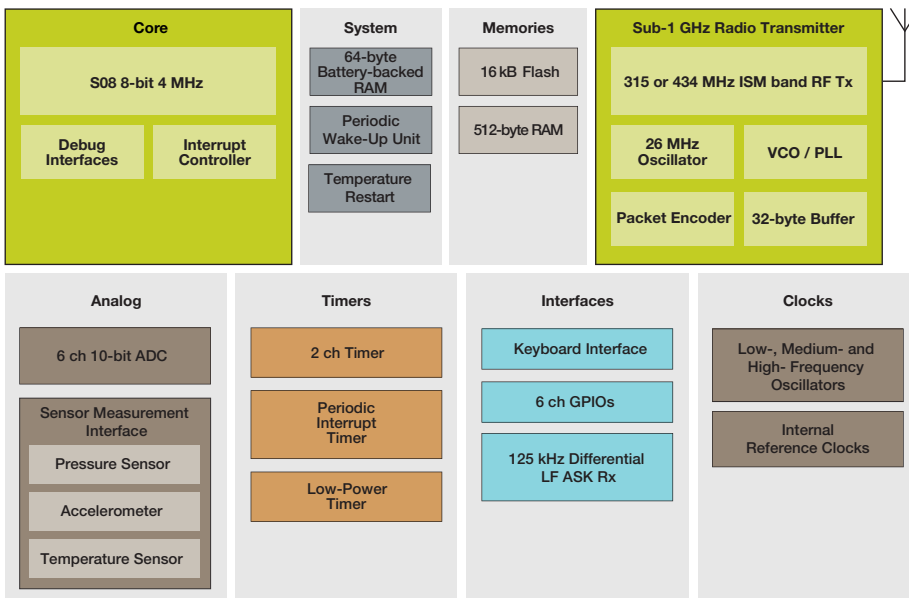 Core
S08 8-bit 4 MHz
Debug
Interfaces
Interrupt
Controller
System
64-byte
Battery-backed
RAM
Periodic
Wake-Up Unit
Temperature
Restart
Memories
16 kB Flash
512-byte RAM
Sub-1 GHz Radio Transmitter
315 or 434 MHz ISM band RF Tx
26 MHz
Oscillator
VCO / PLL
Packet Encoder
32-byte Buffer
Analog
6 ch 10-bit ADC
Sensor Measurement
Interface
Pressure Sensor
Accelerometer
Temperature Sensor
Timers
2 ch Timer
Periodic
Interrupt
Timer
Low-Power
Timer
Interfaces
Keyboard Interface
6 ch GPIOs
125 kHz Differential
LF ASK Rx
Clocks
Low-, Medium- and
High- Frequency
Oscillators
Internal
Reference Clocks